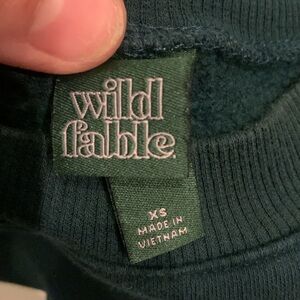 wild
fable.
XS
MADE IN
VIETNAM